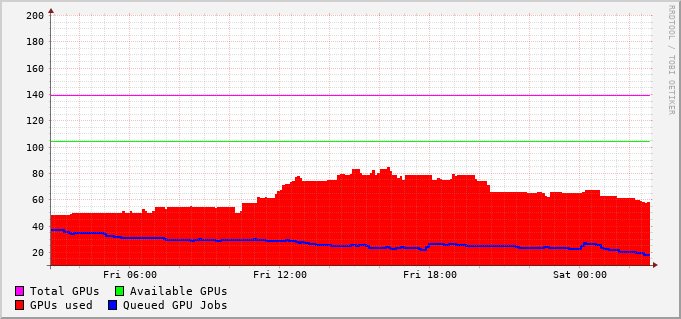 200
180
160
140
120
100
80
60
40
20
Fri 06:00 Fri 12:00 Fri 18:00 Sat 00:00
Total GPUs Available GPUs
GPUs used Queued GPU Jobs
RRDTOOL / TOBI OETIKER